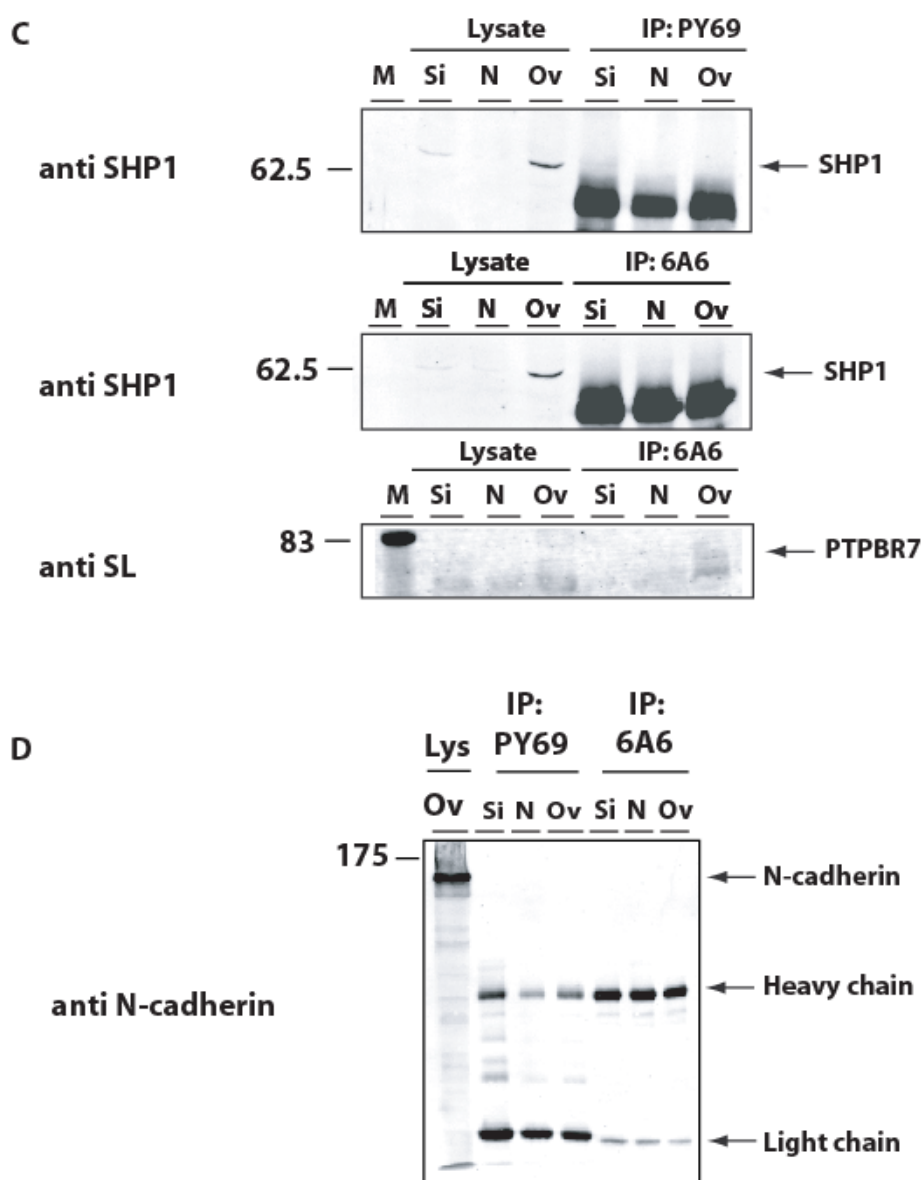 C
Lysate IP: PY69
M Si N Ov Si N Ov
anti SHP1 62.5 SHP1
Lysate IP: 6A6
M Si N Ov Si N Ov
anti SHP1 62.5 SHP1
Lysate IP: 6A6
M Si N Ov Si N Ov
83 PTPBR7
anti SL
D
IP: IP:
Lys PY69 6A6
Ov Si N Ov Si N Ov
175
N-cadherin
Heavy chain
anti N-cadherin
Light chain